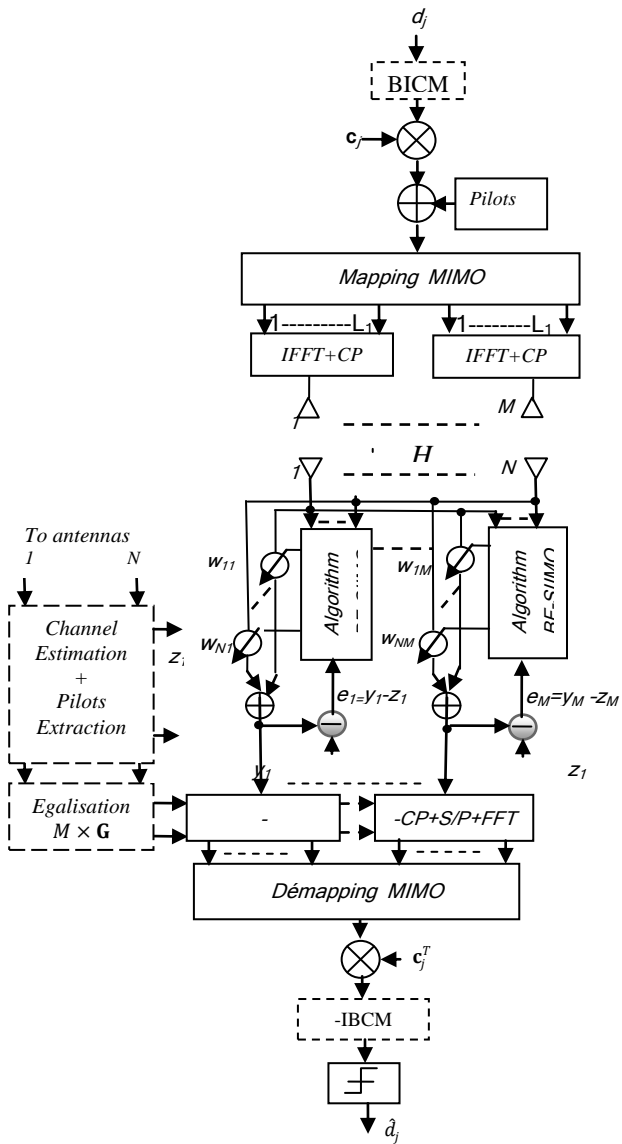 d_j
BICM
c_j
Pilots
Mapping MIMO
1----------L_1
1----------L_1
IFFT+CP
IFFT+CP
1
M
H
1
N
To antennas
1 N
Channel
Estimation
+
Pilots
Extraction
z_1
w_11
w_N1
Algorithm
e_1=y_1-z_1
w_1M
w_NM
Algorithm
e_M=y_M -z_M
y_1
z_1
Egalisation
M × G
-
-CP+S/P+FFT
Démapping MIMO
c_j^T
-IBCM
d̂_j